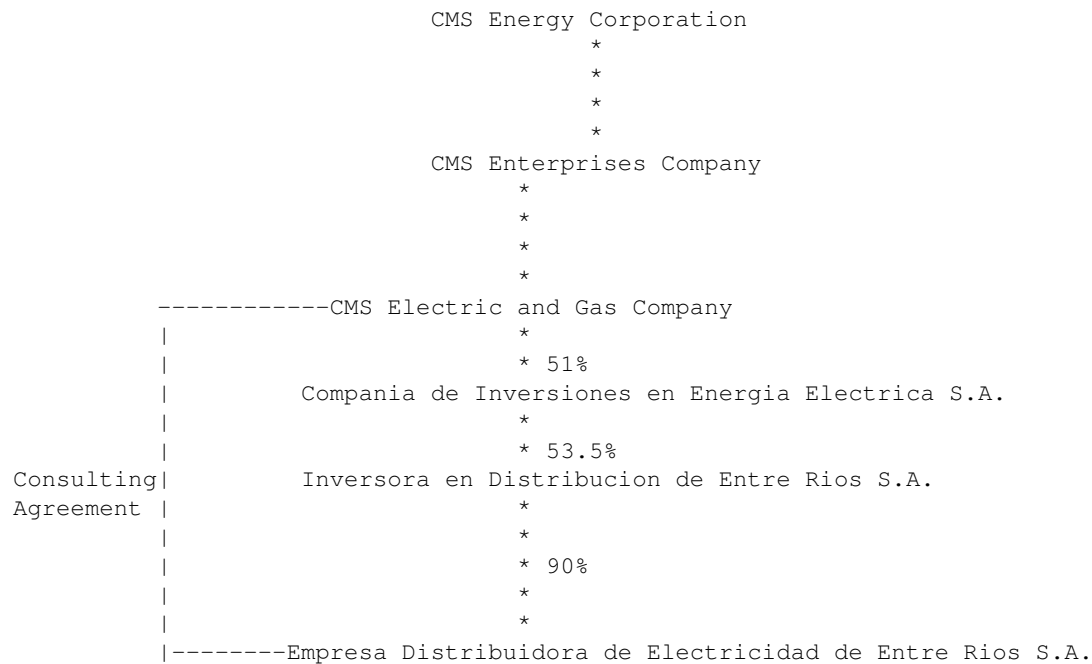 CMS Energy Corporation
*
*
*
*
CMS Enterprises Company
*
*
*
*
------------CMS Electric and Gas Company
| *
| * 51%
| Compania de Inversiones en Energia Electrica S.A.
| *
| * 53.5%
Consulting| Inversora en Distribucion de Entre Rios S.A.
Agreement | *
| *
| * 90%
| *
| *
|--------Empresa Distribuidora de Electricidad de Entre Rios S.A.